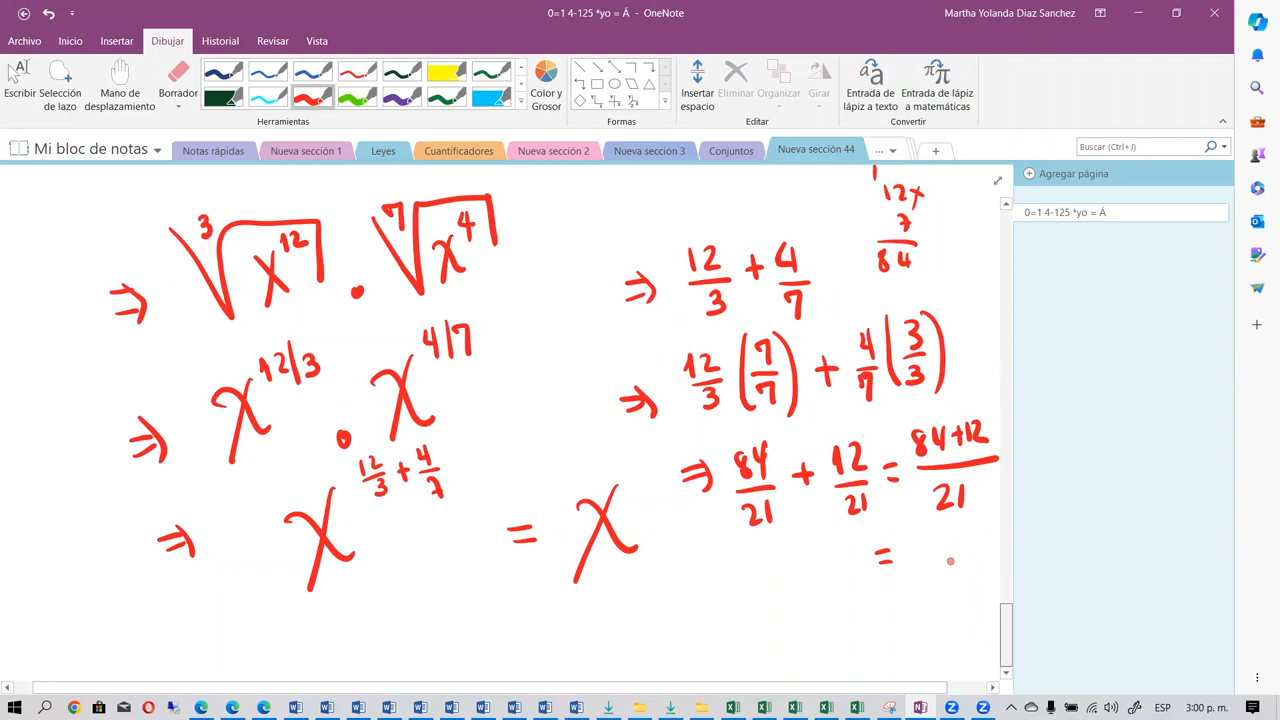 0=1 4-125 *yo = Á - OneNote
Martha Yolanda Diaz Sanchez
Archivo Inicio Insertar Dibujar Historial Revisar Vista
Escribir Selección de lazo Mano de desplazamiento Borrador Color y Grosor Insertar espacio Eliminar Organizar Girar Entrada de lápiz a texto Entrada de lápiz a matemáticas
Herramientas Formas Editar Convertir
Mi bloc de notas Notas rápidas Nueva sección 1 Leyes Cuantificadores Nueva sección 2 Nueva sección 3 Conjuntos Nueva sección 44 ... + Buscar (Ctrl+J)
Agregar página
0=1 4-125 *yo = Á
1
12x
7
84
⇒ ∛(x^12) · ⁷√(x^4)
⇒ x^(12/3) · x^(4/7)
⇒ x^(12/3 + 4/7) = x
⇒ 12/3 + 4/7
⇒ 12/3 (7/7) + 4/7 (3/3)
⇒ 84/21 + 12/21 = (84+12)/21
=
ESP 3:00 p. m.